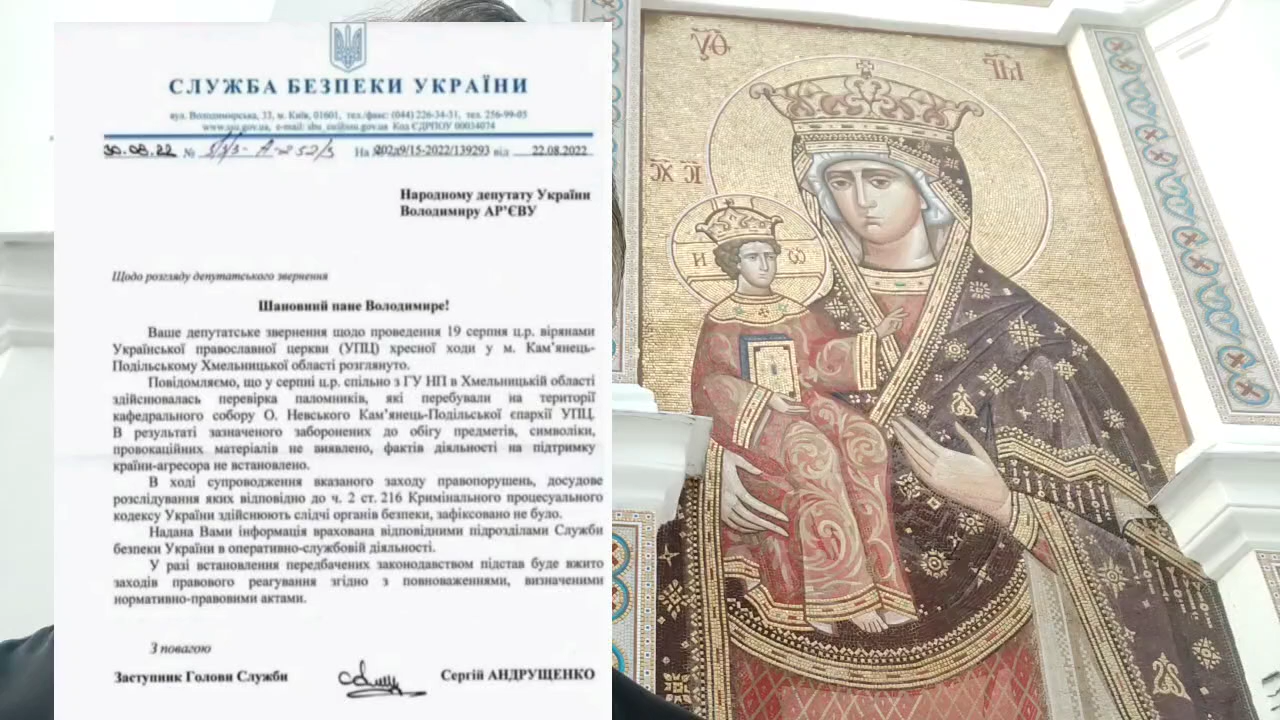 СЛУЖБА БЕЗПЕКИ УКРАЇНИ
вул. Володимирська, 33, м. Київ, 01601, тел./факс: (044) 226-34-31, тел. 256-99-05
www.ssu.gov.ua, e-mail: sbu_cu@ssu.gov.ua Код ЄДРПОУ 00034074
30.08.22 № На 202д9/15-2022/139293 від 22.08.2022
Народному депутату України
Володимиру АР'ЄВУ
Щодо розгляду депутатського звернення
Шановний пане Володимире!
Ваше депутатське звернення щодо проведення 19 серпня ц.р. вірянами
Української православної церкви (УПЦ) хресної ходи у м. Кам'янець-
Подільському Хмельницької області розглянуто.
Повідомляємо, що у серпні ц.р. спільно з ГУ НП в Хмельницькій області
здійснювалась перевірка паломників, які перебували на території
кафедрального собору О. Невського Кам'янець-Подільської єпархії УПЦ.
В результаті зазначеного заборонених до обігу предметів, символіки,
провокаційних матеріалів не виявлено, фактів діяльності на підтримку
країни-агресора не встановлено.
В ході супроводження вказаного заходу правопорушень, досудове
розслідування яких відповідно до ч. 2 ст. 216 Кримінального процесуального
кодексу України здійснюють слідчі органів безпеки, зафіксовано не було.
Надана Вами інформація врахована відповідними підрозділами Служби
безпеки України в оперативно-службовій діяльності.
У разі встановлення передбачених законодавством підстав буде вжито
заходів правового реагування згідно з повноваженнями, визначеними
нормативно-правовими актами.
З повагою
Заступник Голови Служби Сергій АНДРУЩЕНКО
И Ѡ